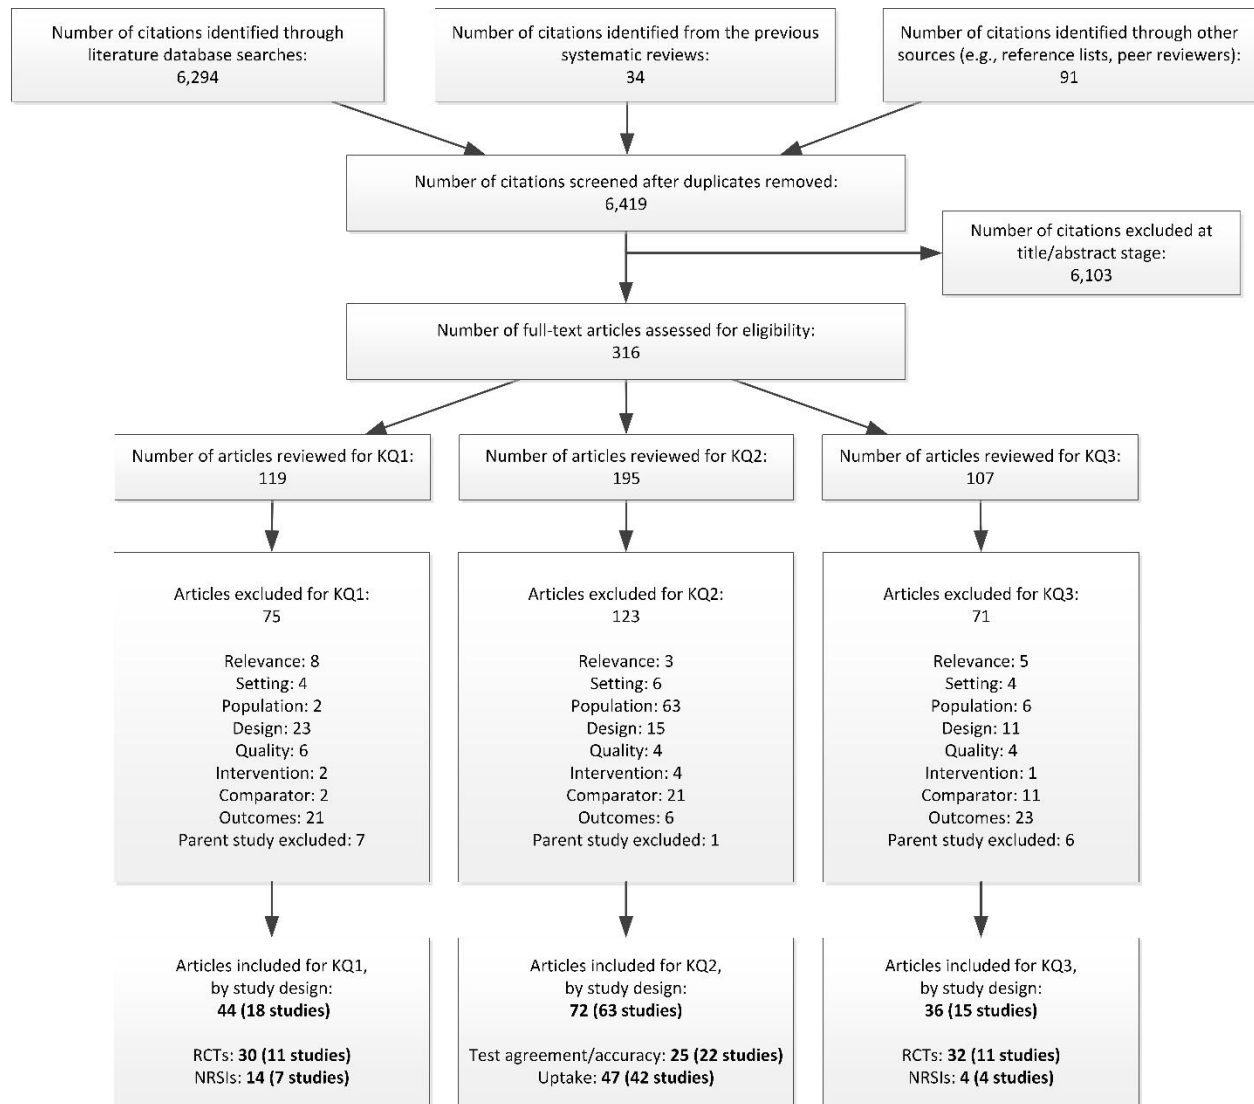 Number of citations identified through
literature database searches:
6,294
Number of citations identified from the previous
systematic reviews:
34
Number of citations identified through other
sources (e.g., reference lists, peer reviewers):
91
Number of citations screened after duplicates removed:
6,419
Number of citations excluded at
title/abstract stage:
6,103
Number of full-text articles assessed for eligibility:
316
Number of articles reviewed for KQ1:
119
Number of articles reviewed for KQ2:
195
Number of articles reviewed for KQ3:
107
Articles excluded for KQ1:
75
Relevance: 8
Setting: 4
Population: 2
Design: 23
Quality: 6
Intervention: 2
Comparator: 2
Outcomes: 21
Parent study excluded: 7
Articles excluded for KQ2:
123
Relevance: 3
Setting: 6
Population: 63
Design: 15
Quality: 4
Intervention: 4
Comparator: 21
Outcomes: 6
Parent study excluded: 1
Articles excluded for KQ3:
71
Relevance: 5
Setting: 4
Population: 6
Design: 11
Quality: 4
Intervention: 1
Comparator: 11
Outcomes: 23
Parent study excluded: 6
Articles included for KQ1,
by study design:
44 (18 studies)
RCTs: 30 (11 studies)
NRSIs: 14 (7 studies)
Articles included for KQ2,
by study design:
72 (63 studies)
Test agreement/accuracy: 25 (22 studies)
Uptake: 47 (42 studies)
Articles included for KQ3,
by study design:
36 (15 studies)
RCTs: 32 (11 studies)
NRSIs: 4 (4 studies)